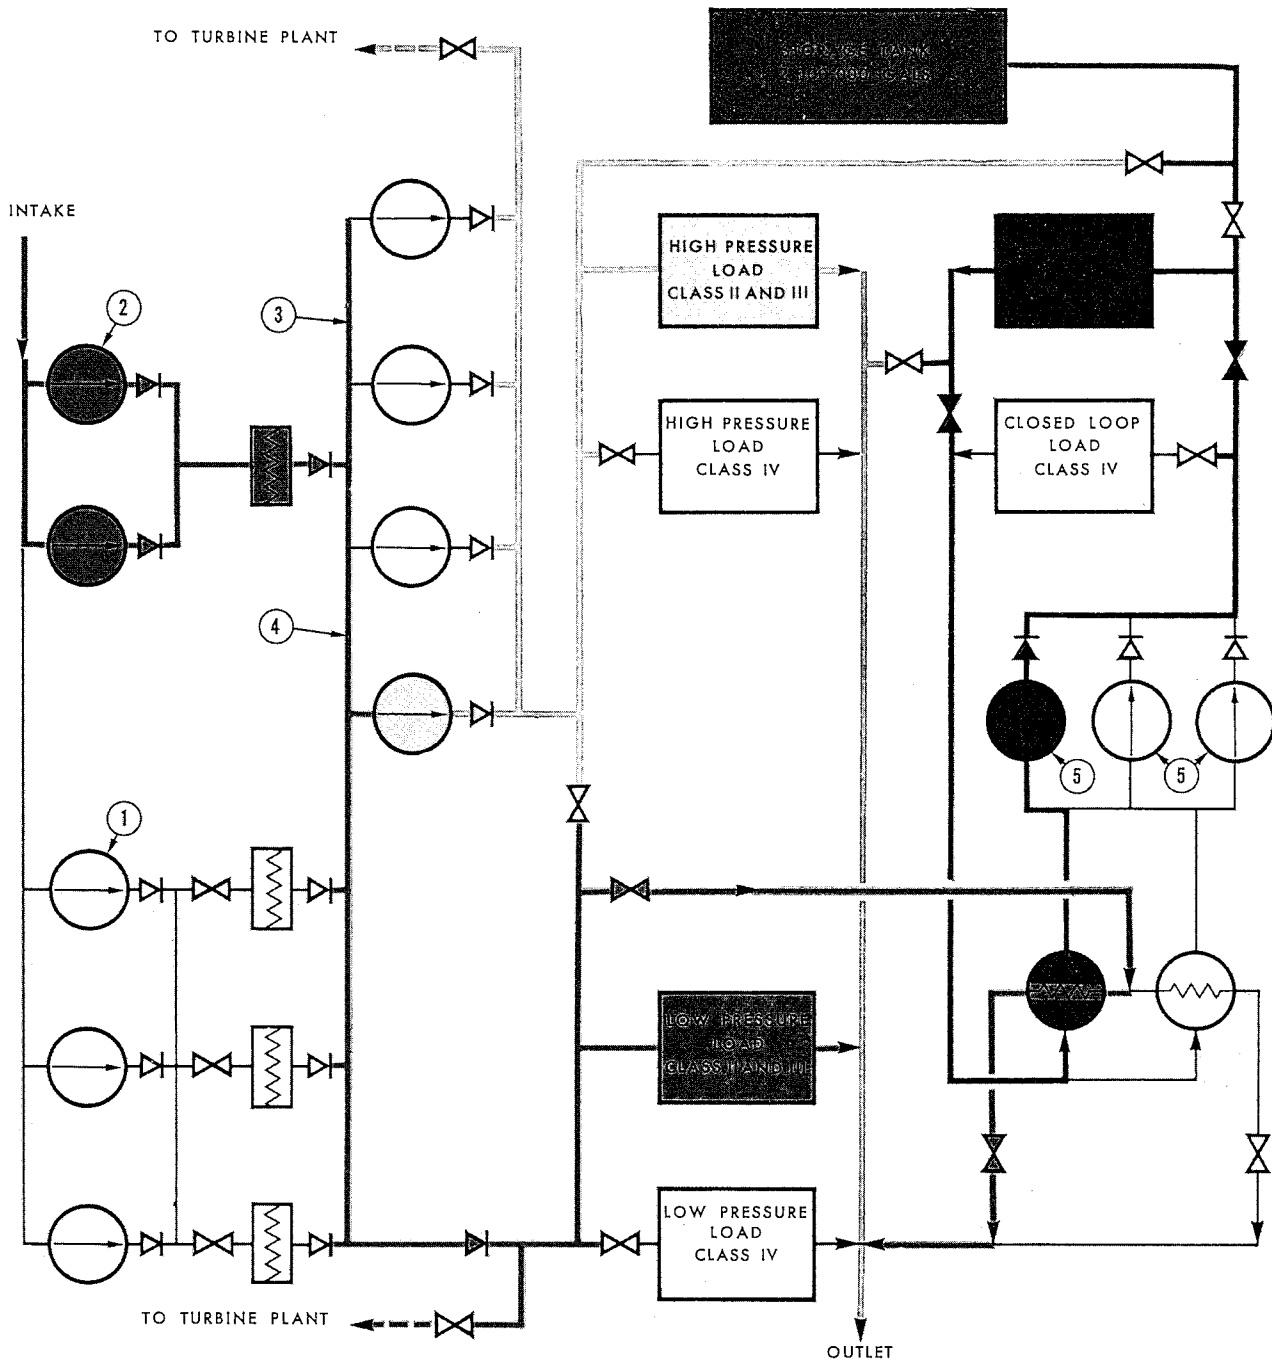 TO TURBINE PLANT
STORAGE TANK
INTAKE
HIGH PRESSURE
LOAD
CLASS II AND III
2
3
HIGH PRESSURE
LOAD
CLASS IV
CLOSED LOOP
LOAD
CLASS IV
4
5
5
1
LOW PRESSURE
LOAD
CLASS II AND III
LOW PRESSURE
LOAD
CLASS IV
TO TURBINE PLANT
OUTLET